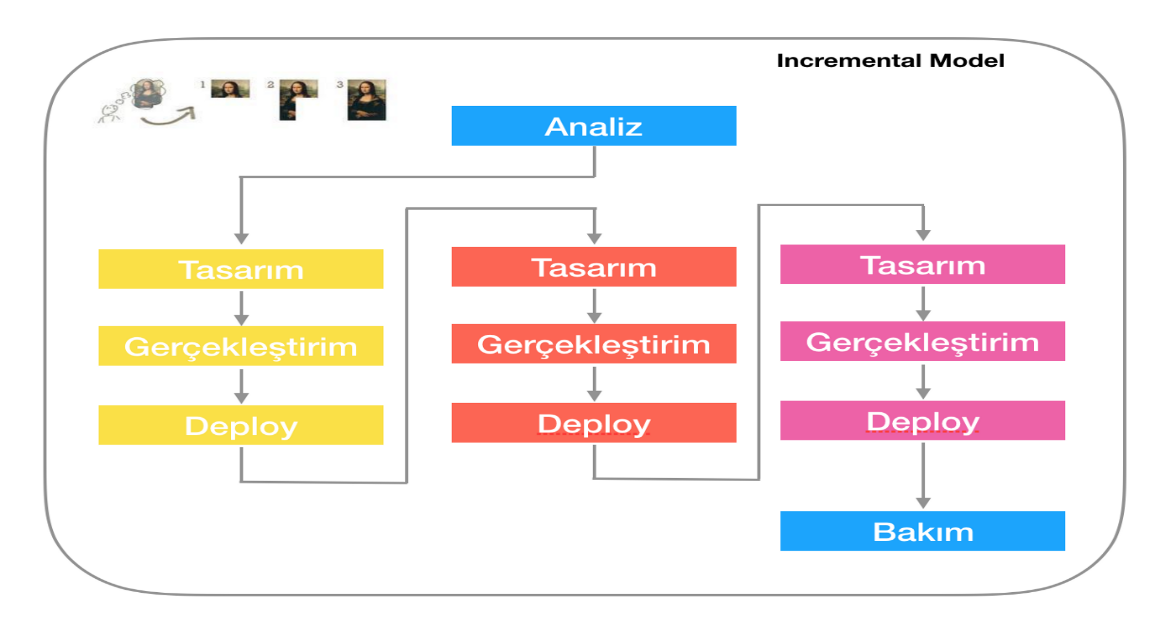 Incremental Model
1 2 3
Analiz
Tasarım
Gerçekleştirim
Deploy
Tasarım
Gerçekleştirim
Deploy
Tasarım
Gerçekleştirim
Deploy
Bakım